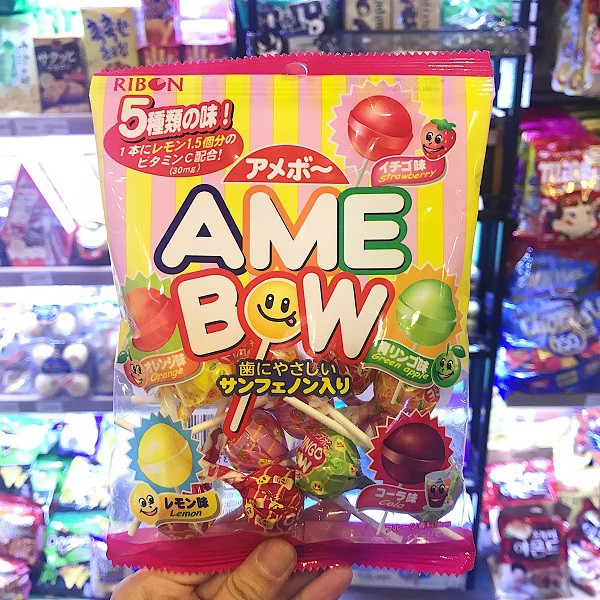 RIBON
5種類の味!
1本にレモン1.5個分の
ビタミンC配合!
(30mg)
アメボ〜
イチゴ味
Strawberry
AME
BOW
オレンジ味
Orange
青リンゴ味
Green apple
歯にやさしい
サンフェノン入り
レモン味
Lemon
コーラ味
Cola